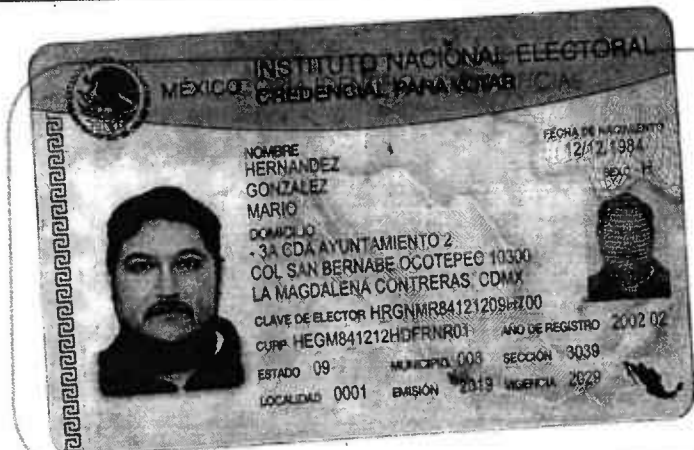 INSTITUTO NACIONAL ELECTORAL
MÉXICO CREDENCIAL PARA VOTAR
NOMBRE
HERNANDEZ
GONZALEZ
MARIO
FECHA DE NACIMIENTO
12/12/1984
SEXO H
DOMICILIO
- 3A CDA AYUNTAMIENTO 2
COL SAN BERNABE OCOTEPEC 10300
LA MAGDALENA CONTRERAS, CDMX
CLAVE DE ELECTOR HRGNMR84121209H100
CURP HEGM841212HDFRNR01 AÑO DE REGISTRO 2002 02
ESTADO 09 MUNICIPIO 008 SECCIÓN 3039
LOCALIDAD 0001 EMISIÓN 2019 VIGENCIA 2029